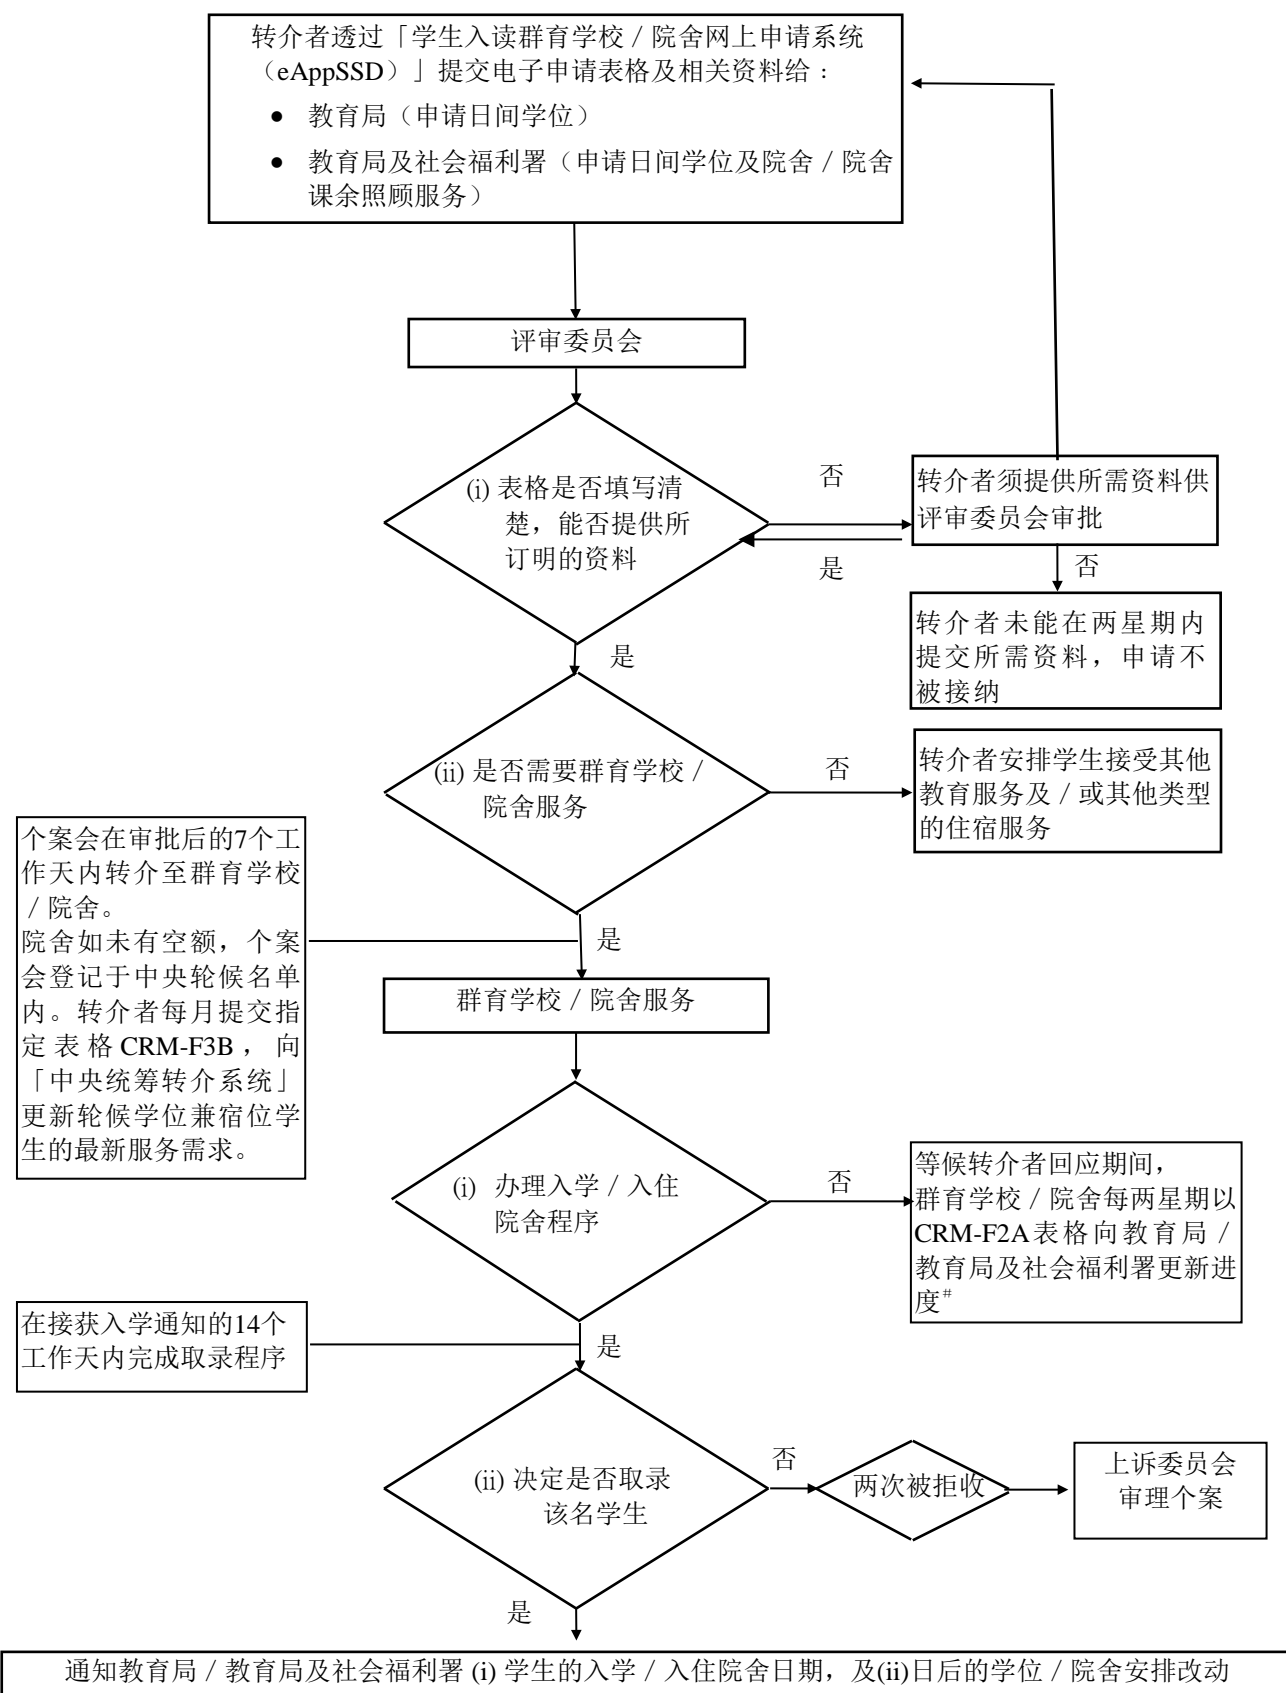 转介者透过「学生入读群育学校／院舍网上申请系统
（eAppSSD）」提交电子申请表格及相关资料给：
● 教育局（申请日间学位）
● 教育局及社会福利署（申请日间学位及院舍／院舍
课余照顾服务）
评审委员会
(i) 表格是否填写清
楚，能否提供所
订明的资料
否
是
转介者须提供所需资料供
评审委员会审批
否
转介者未能在两星期内
提交所需资料，申请不
被接纳
是
(ii) 是否需要群育学校／
院舍服务
否
转介者安排学生接受其他
教育服务及／或其他类型
的住宿服务
个案会在审批后的7个工
作天内转介至群育学校
／院舍。
院舍如未有空额，个案
会登记于中央轮候名单
内。转介者每月提交指
定表格CRM-F3B，向
「中央统筹转介系统」
更新轮候学位兼宿位学
生的最新服务需求。
是
群育学校／院舍服务
(i) 办理入学／入住
院舍程序
否
等候转介者回应期间，
群育学校／院舍每两星期以
CRM-F2A表格向教育局／
教育局及社会福利署更新进
度#
在接获入学通知的14个
工作天内完成取录程序
是
(ii) 决定是否取录
该名学生
否
两次被拒收
上诉委员会
审理个案
是
通知教育局／教育局及社会福利署 (i) 学生的入学／入住院舍日期，及(ii)日后的学位／院舍安排改动